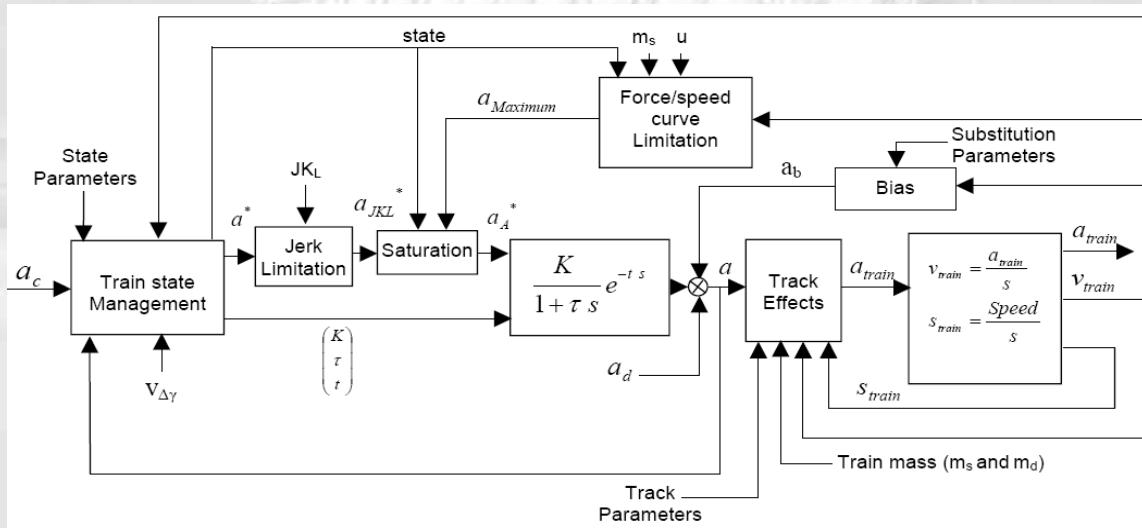 state
m_s
u
a_Maximum
Force/speed
curve
Limitation
Substitution
Parameters
State
Parameters
JK_L
a_b
Bias
a^*
a_JKL^*
a_A^*
a_c
Train state
Management
Jerk
Limitation
Saturation
K
1 + τ s
e^{-t s}
a
Track
Effects
a_train
v_train = a_train / s
s_train = Speed / s
a_train
v_train
K
τ
t
a_d
v_Δγ
s_train
Train mass (m_s and m_d)
Track
Parameters